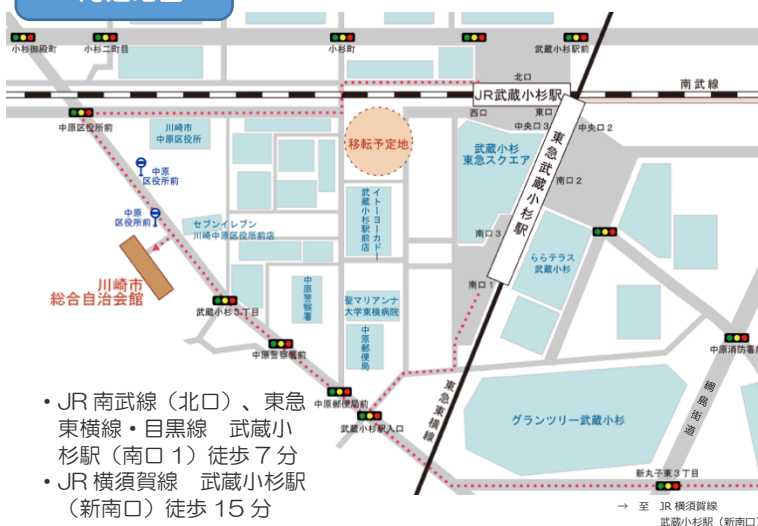 小杉御殿町
小杉二町目
小杉町
武蔵小杉駅前
北口
JR武蔵小杉駅
南武線
西口
東口
中央口3
中央口2
中原区役所前
川崎市
中原区役所
移転予定地
武蔵小杉
東急スクエア
東急武蔵小杉駅
南口2
中原
区役所前
中原
区役所前
セブンイレブン
川崎中原区役所前店
イトーヨーカドー
武蔵小杉駅前店
南口3
ららテラス
武蔵小杉
川崎市
総合自治会館
南口1
武蔵小杉3丁目
中原警察署
聖マリアンナ
大学東横病院
中原郵便局
中原警察署前
中原消防署前
綱島街道
中原郵便局前
武蔵小杉駅入口
東急東横線
グランツリー武蔵小杉
新丸子東3丁目
・JR 南武線（北口）、東急
東横線・目黒線　武蔵小
杉駅（南口 1）徒歩 7 分
・JR 横須賀線　武蔵小杉駅
（新南口）徒歩 15 分
→ 至 JR 横須賀線
武蔵小杉駅（新南口）